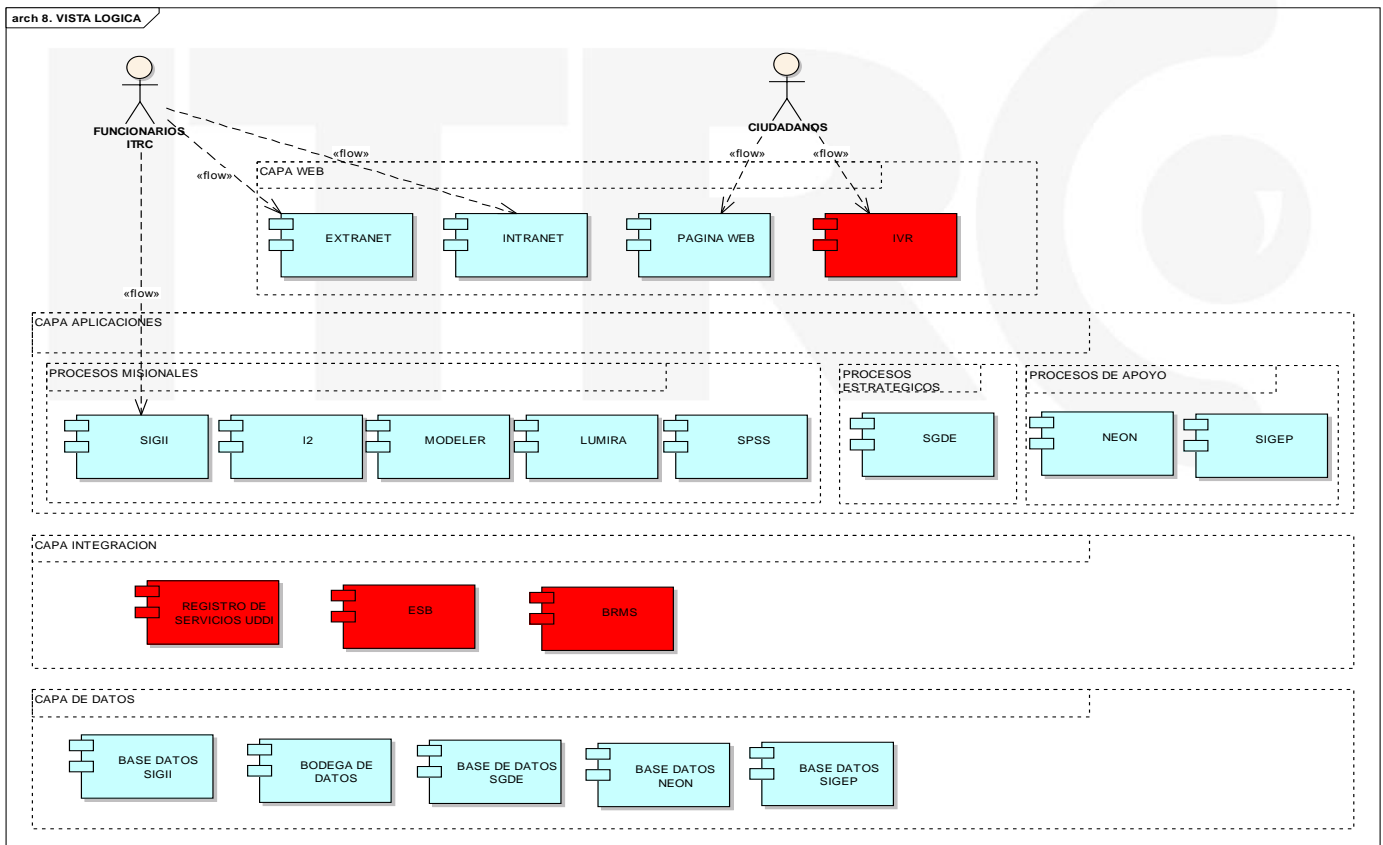 arch 8. VISTA LOGICA
FUNCIONARIOS
ITRC
CIUDADANOS
«flow»
«flow»
«flow»
«flow»
«flow»
CAPA WEB
EXTRANET
INTRANET
PAGINA WEB
IVR
CAPA APLICACIONES
PROCESOS MISIONALES
PROCESOS
ESTRATEGICOS
PROCESOS DE APOYO
SIGII
I2
MODELER
LUMIRA
SPSS
SGDE
NEON
SIGEP
CAPA INTEGRACION
REGISTRO DE
SERVICIOS UDDI
ESB
BRMS
CAPA DE DATOS
BASE DATOS
SIGII
BODEGA DE
DATOS
BASE DE DATOS
SGDE
BASE DATOS
NEON
BASE DATOS
SIGEP
ITRC